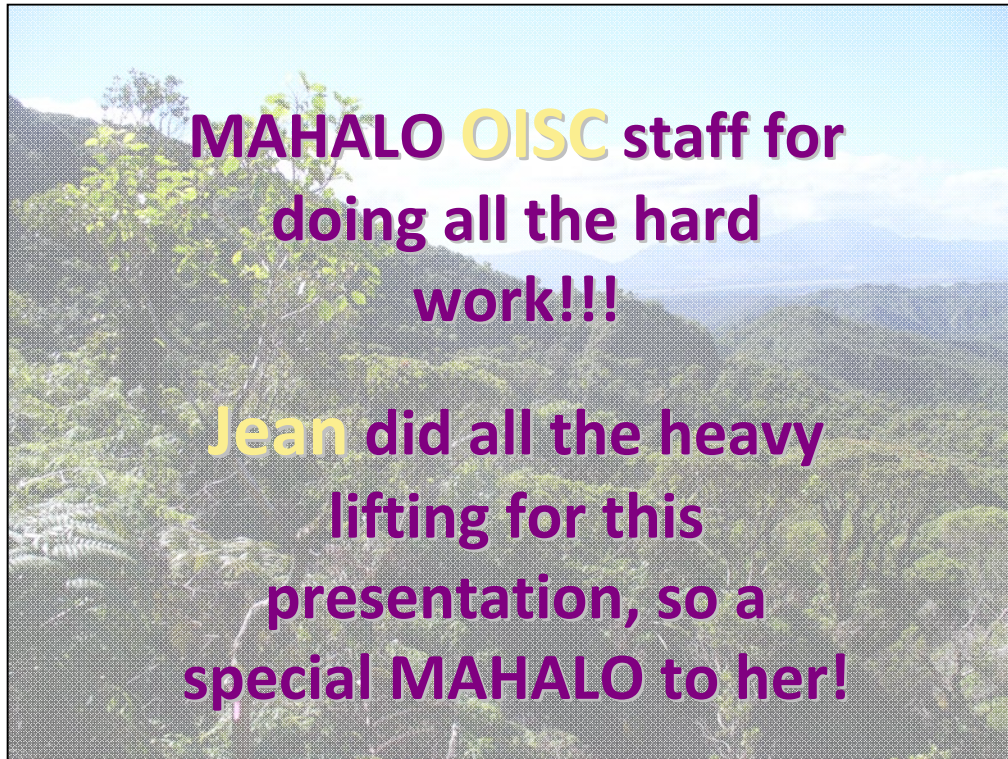 MAHALO OISC staff for
doing all the hard
work!!!
Jean did all the heavy
lifting for this
presentation, so a
special MAHALO to her!